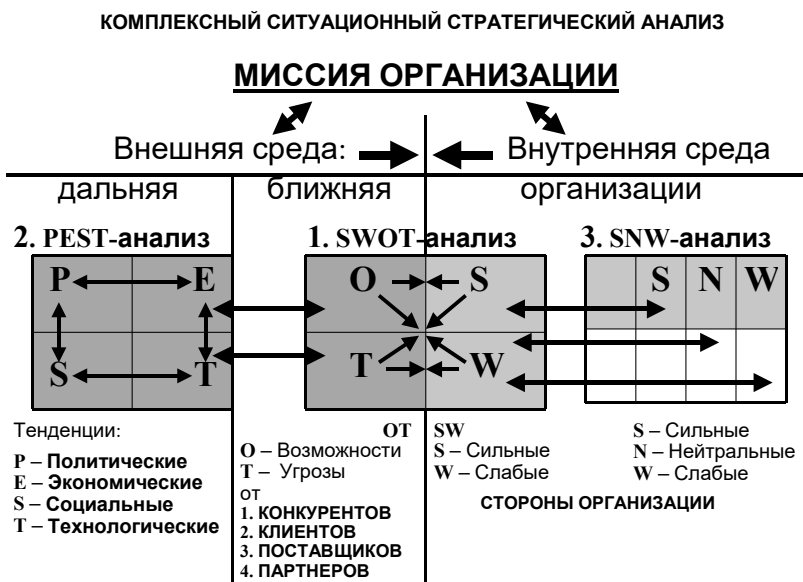 КОМПЛЕКСНЫЙ СИТУАЦИОННЫЙ СТРАТЕГИЧЕСКИЙ АНАЛИЗ
МИССИЯ ОРГАНИЗАЦИИ
Внешняя среда: Внутренняя среда
дальняя ближняя организации
2. PEST-анализ 1. SWOT-анализ 3. SNW-анализ
P E O S S N W
S T T W
Тенденции:
P – Политические
E – Экономические
S – Социальные
T – Технологические
ОТ
O – Возможности
T – Угрозы
от
1. КОНКУРЕНТОВ
2. КЛИЕНТОВ
3. ПОСТАВЩИКОВ
4. ПАРТНЕРОВ
SW
S – Сильные
W – Слабые
S – Сильные
N – Нейтральные
W – Слабые
СТОРОНЫ ОРГАНИЗАЦИИ